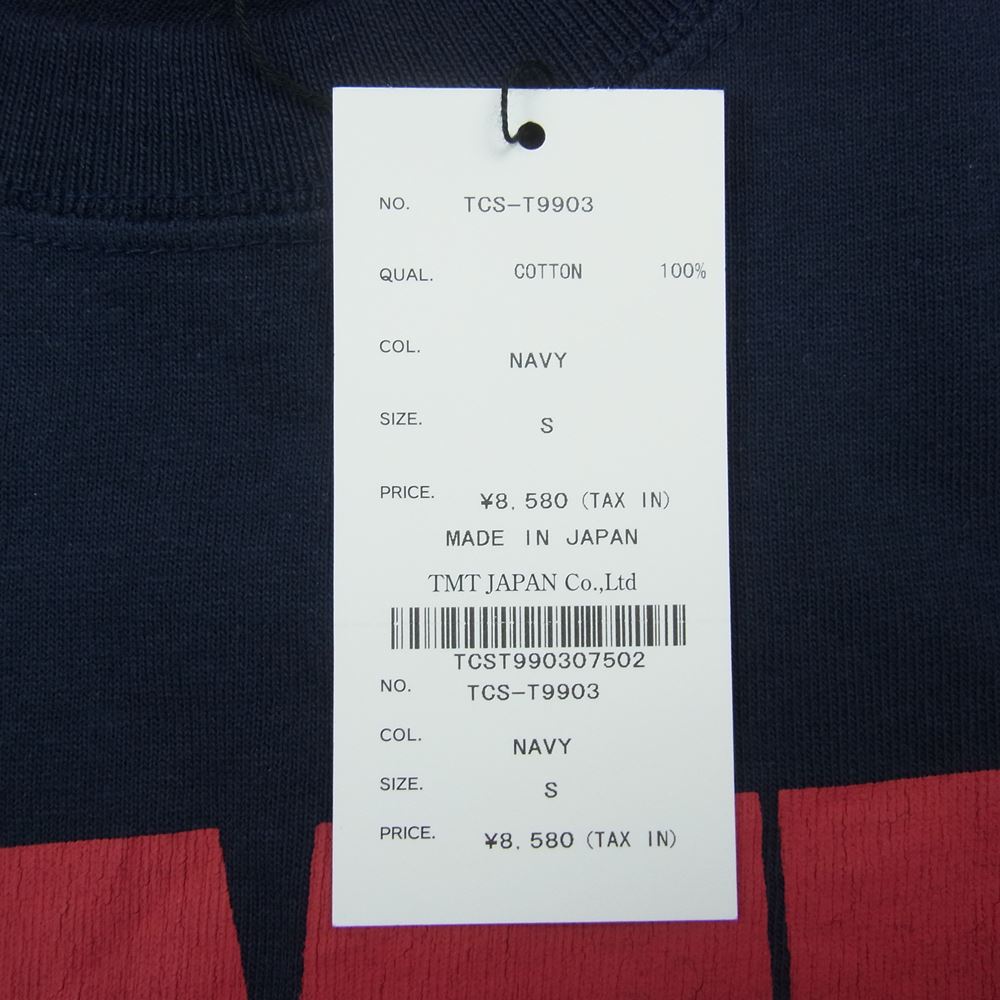 NO. TCS-T9903
QUAL. COTTON 100%
COL. NAVY
SIZE. S
PRICE. ¥8,580 (TAX IN)
MADE IN JAPAN
TMT JAPAN Co.,Ltd
TCST990307502
NO. TCS-T9903
COL. NAVY
SIZE. S
PRICE. ¥8,580 (TAX IN)